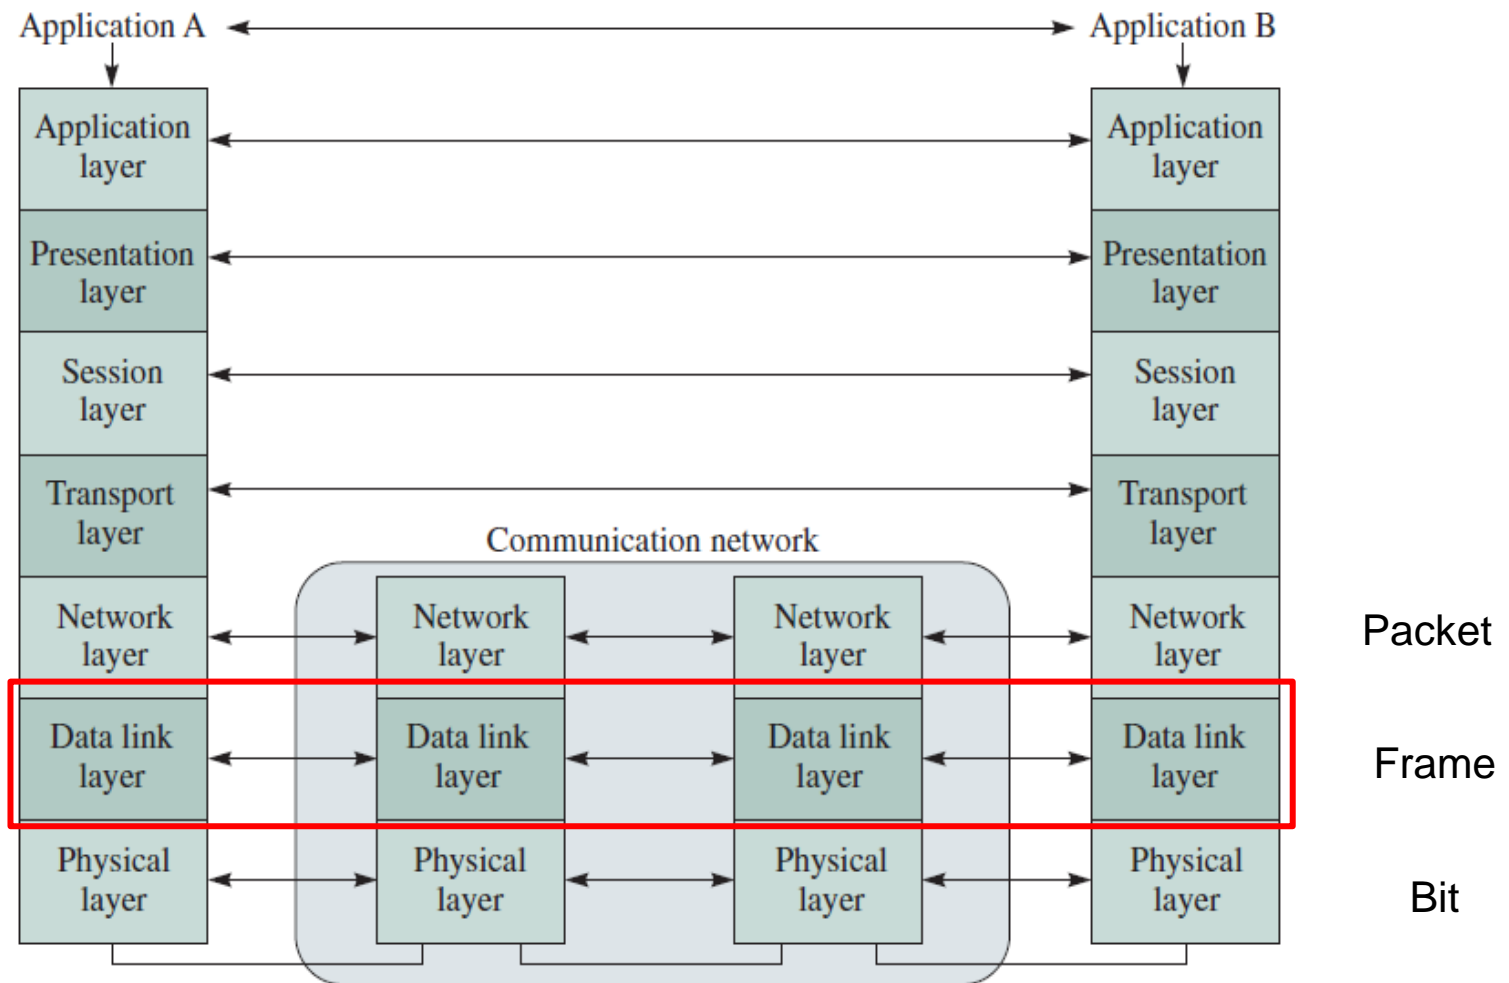 Application A
Application B
Application
layer
Application
layer
Presentation
layer
Presentation
layer
Session
layer
Session
layer
Transport
layer
Transport
layer
Communication network
Network
layer
Network
layer
Network
layer
Network
layer
Packet
Data link
layer
Data link
layer
Data link
layer
Data link
layer
Frame
Physical
layer
Physical
layer
Physical
layer
Physical
layer
Bit